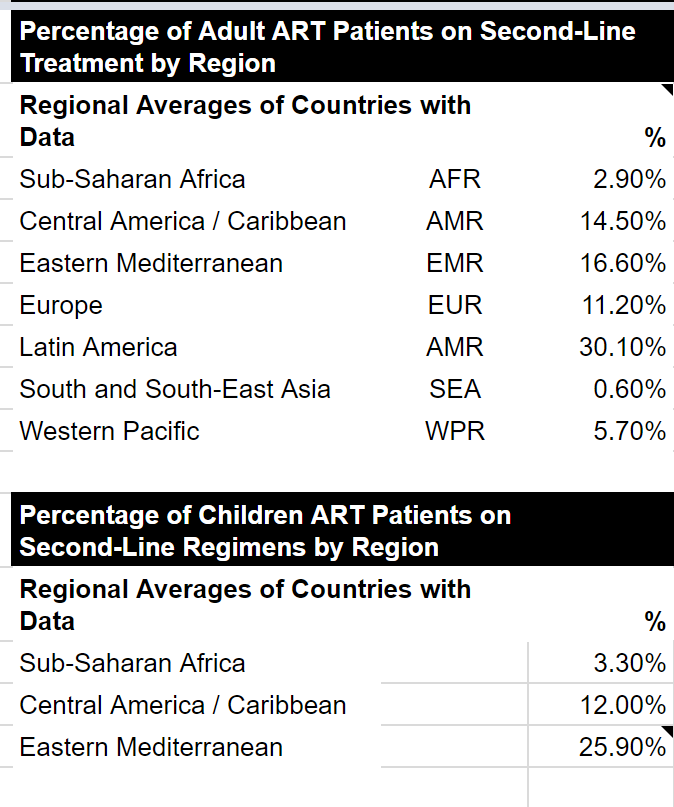 Percentage of Adult ART Patients on Second-Line
Treatment by Region
Regional Averages of Countries with
Data %
Sub-Saharan Africa AFR 2.90%
Central America / Caribbean AMR 14.50%
Eastern Mediterranean EMR 16.60%
Europe EUR 11.20%
Latin America AMR 30.10%
South and South-East Asia SEA 0.60%
Western Pacific WPR 5.70%
Percentage of Children ART Patients on
Second-Line Regimens by Region
Regional Averages of Countries with
Data %
Sub-Saharan Africa 3.30%
Central America / Caribbean 12.00%
Eastern Mediterranean 25.90%